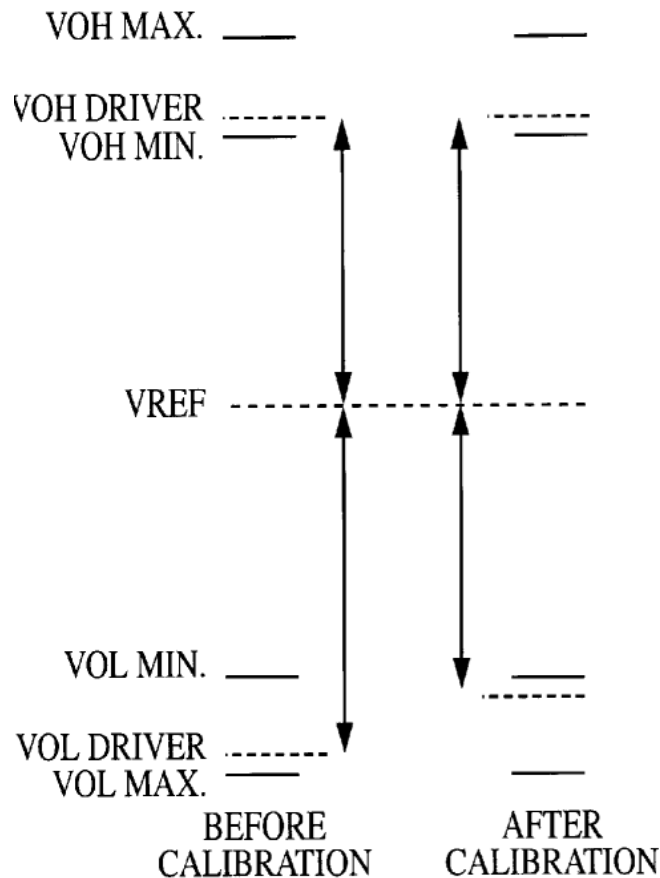 VOH MAX.
VOH DRIVER
VOH MIN.
VREF
VOL MIN.
VOL DRIVER
VOL MAX.
BEFORE
CALIBRATION
AFTER
CALIBRATION